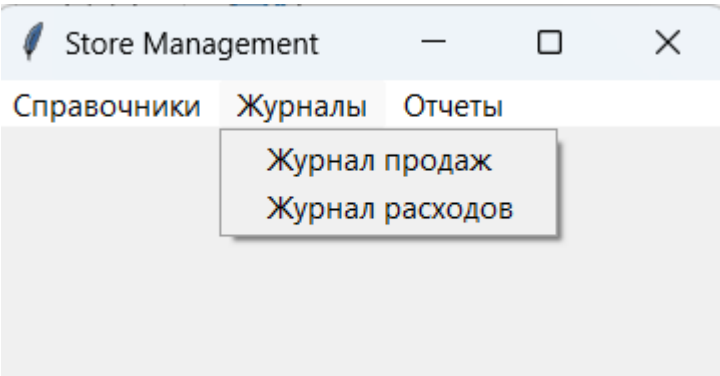 Store Management
Справочники Журналы Отчеты
Журнал продаж
Журнал расходов